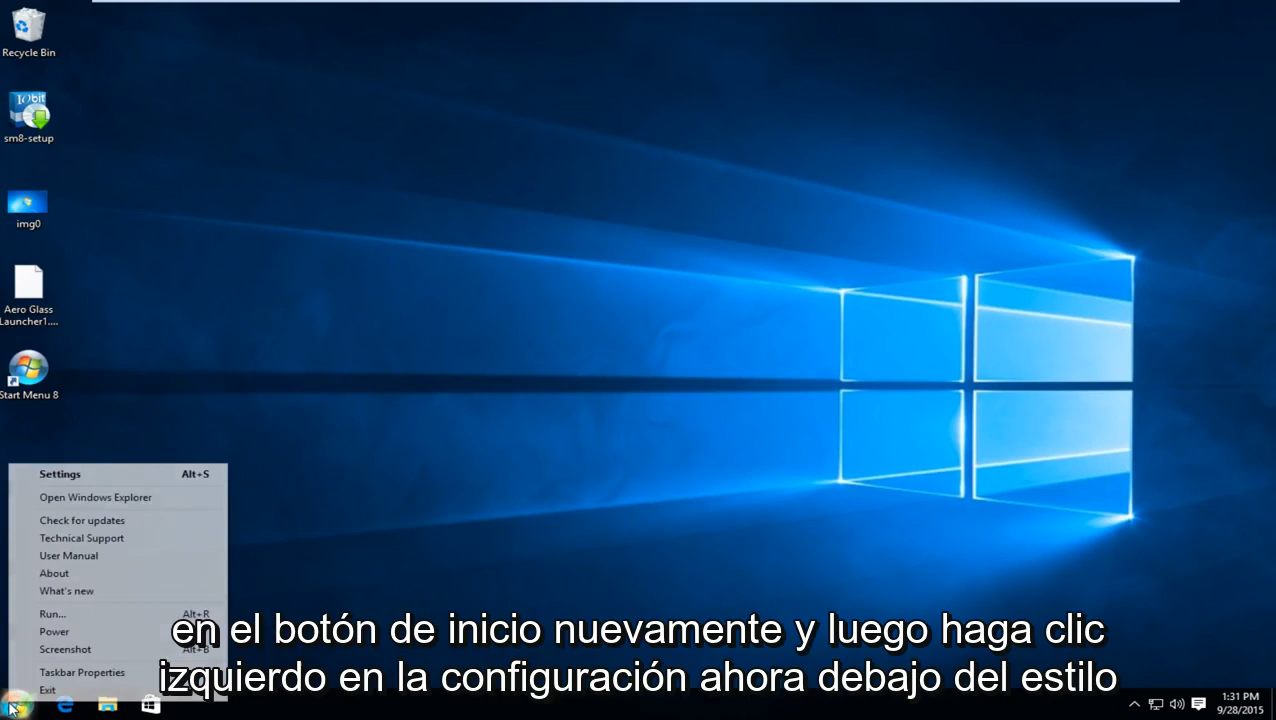 Recycle Bin
IObit
sm8-setup
img0
Aero Glass
Launcher1....
Start Menu 8
Settings Alt+S
Open Windows Explorer
Check for updates
Technical Support
User Manual
About
What's new
Run... Alt+R
Power
Screenshot Alt+B
Taskbar Properties
Exit
en el botón de inicio nuevamente y luego haga clic
izquierdo en la configuración ahora debajo del estilo
1:31 PM
9/28/2015